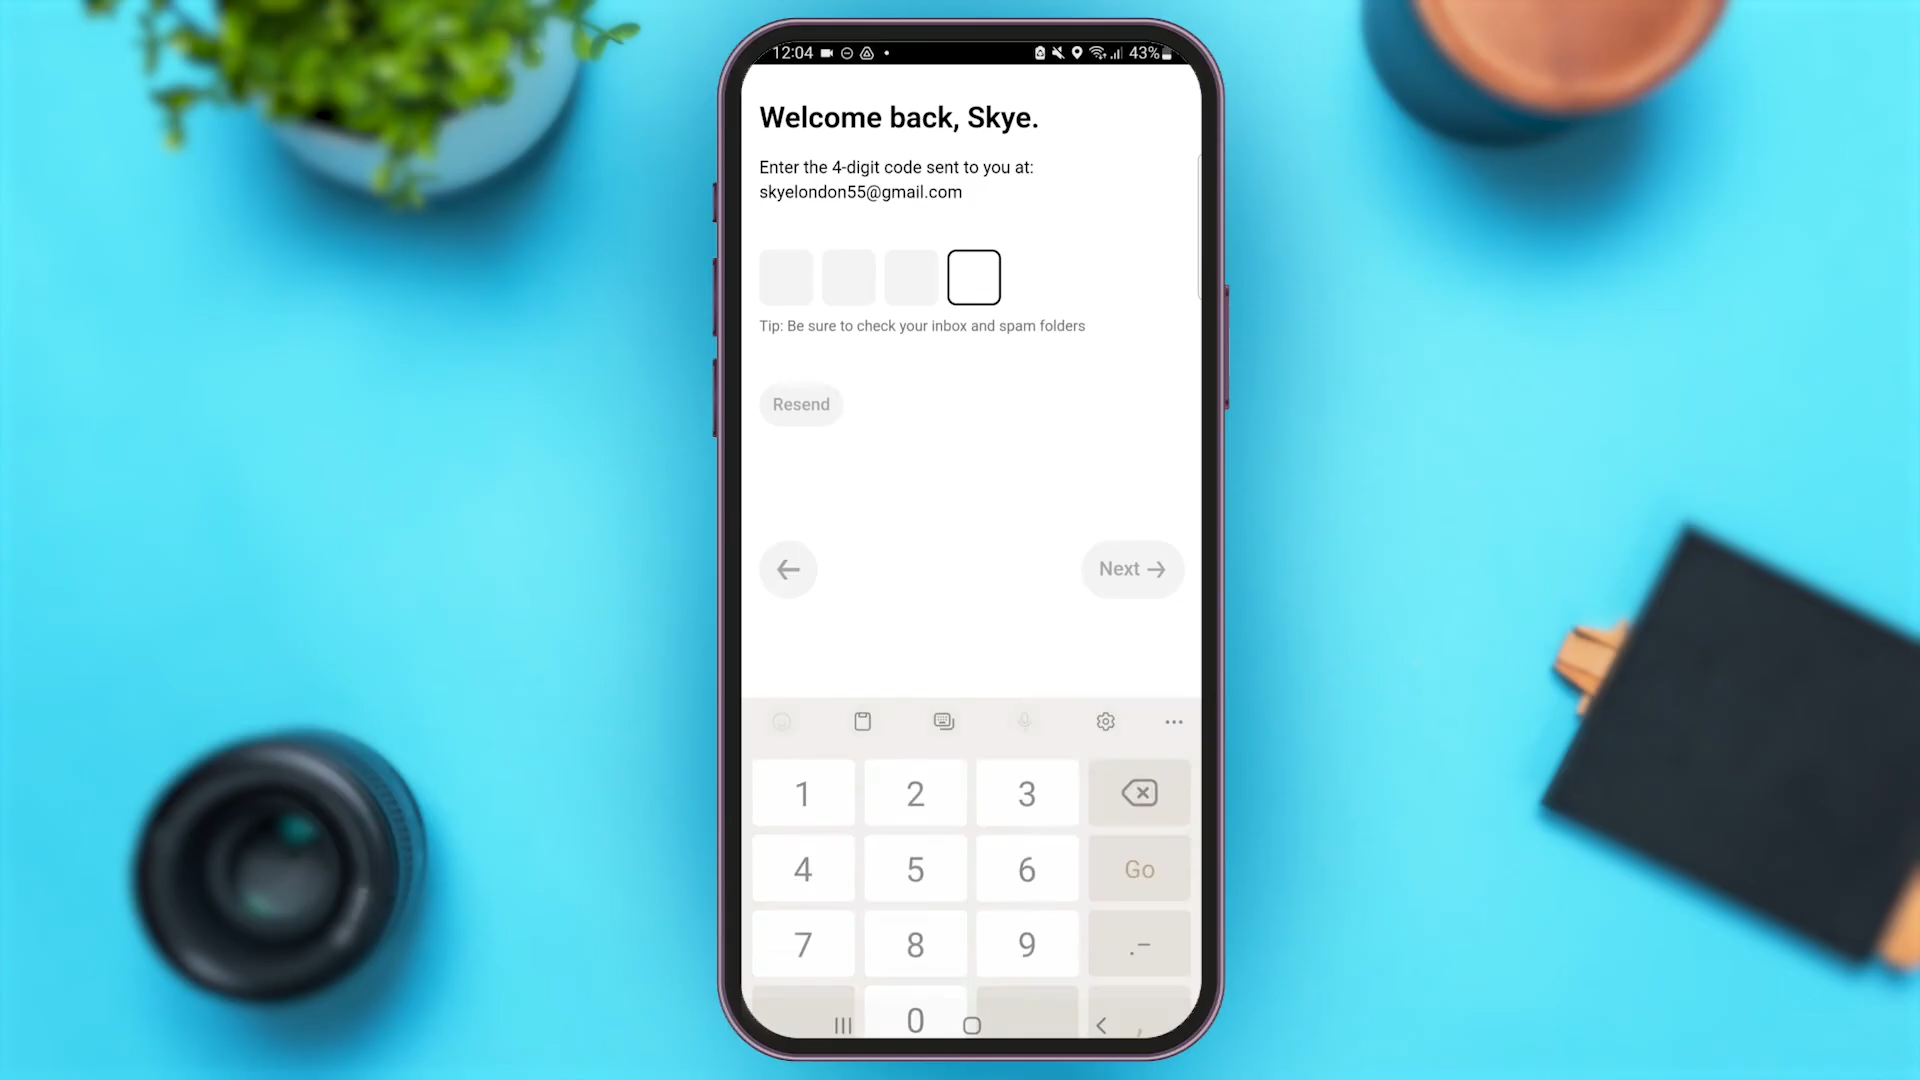 12:04 43%
Welcome back, Skye.
Enter the 4-digit code sent to you at:
skyelondon55@gmail.com
Tip: Be sure to check your inbox and spam folders
Resend
Next
1 2 3
4 5 6 Go
7 8 9 .-
0 ,